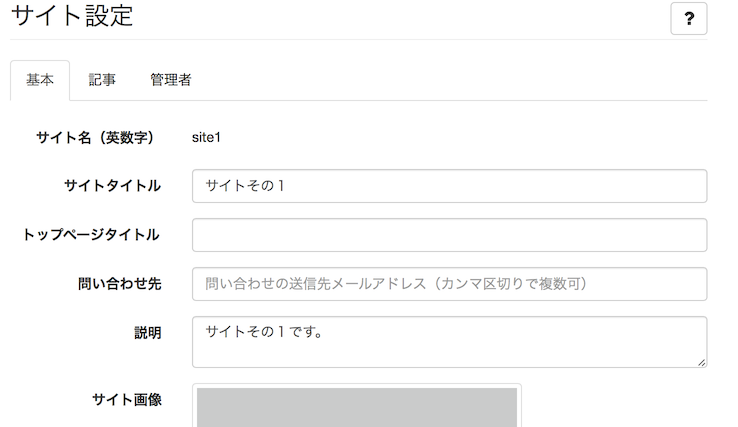 サイト設定
?
基本 記事 管理者
サイト名（英数字） site1
サイトタイトル サイトその１
トップページタイトル
問い合わせ先 問い合わせの送信先メールアドレス（カンマ区切りで複数可）
説明 サイトその１です。
サイト画像